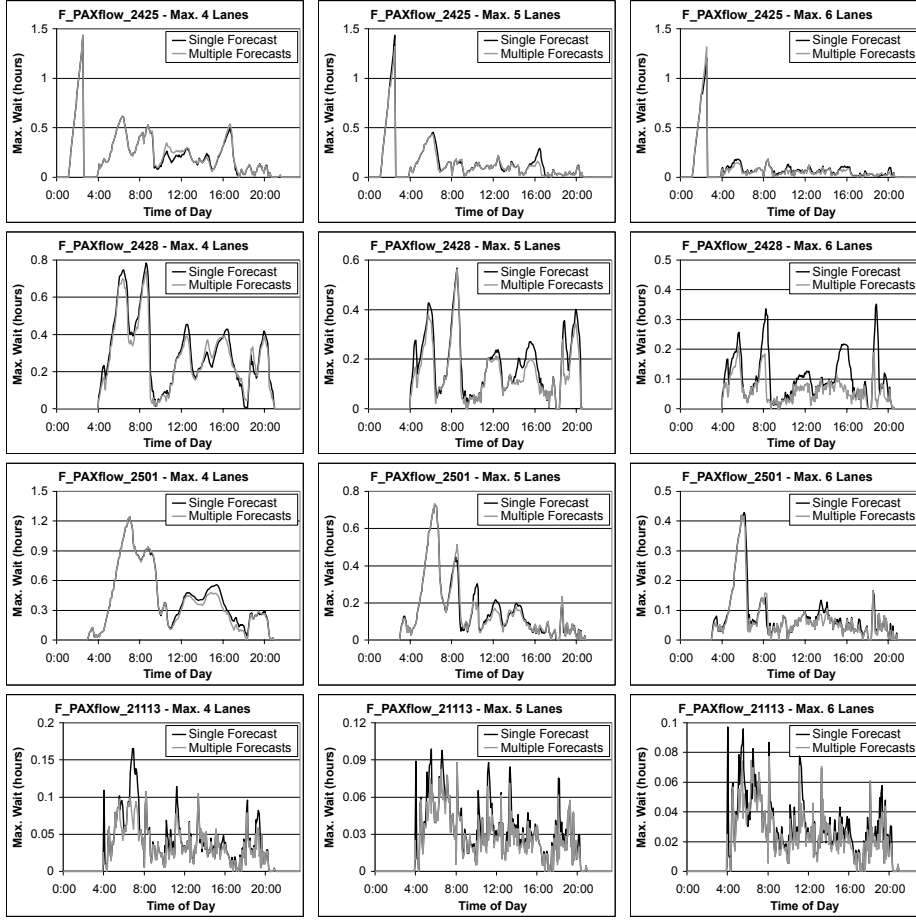 F_PAXflow_2425 - Max. 4 Lanes
Max. Wait (hours)
1.5
1
0.5
0
Single Forecast
Multiple Forecasts
0:00 4:00 8:00 12:00 16:00 20:00
Time of Day
F_PAXflow_2425 - Max. 5 Lanes
Max. Wait (hours)
1.5
1
0.5
0
Single Forecast
Multiple Forecasts
0:00 4:00 8:00 12:00 16:00 20:00
Time of Day
F_PAXflow_2425 - Max. 6 Lanes
Max. Wait (hours)
1.5
1
0.5
0
Single Forecast
Multiple Forecasts
0:00 4:00 8:00 12:00 16:00 20:00
Time of Day
F_PAXflow_2428 - Max. 4 Lanes
Max. Wait (hours)
0.8
0.6
0.4
0.2
0
Single Forecast
Multiple Forecasts
0:00 4:00 8:00 12:00 16:00 20:00
Time of Day
F_PAXflow_2428 - Max. 5 Lanes
Max. Wait (hours)
0.6
0.4
0.2
0
Single Forecast
Multiple Forecasts
0:00 4:00 8:00 12:00 16:00 20:00
Time of Day
F_PAXflow_2428 - Max. 6 Lanes
Max. Wait (hours)
0.5
0.4
0.3
0.2
0.1
0
Single Forecast
Multiple Forecasts
0:00 4:00 8:00 12:00 16:00 20:00
Time of Day
F_PAXflow_2501 - Max. 4 Lanes
Max. Wait (hours)
1.5
1.2
0.9
0.6
0.3
0
Single Forecast
Multiple Forecasts
0:00 4:00 8:00 12:00 16:00 20:00
Time of Day
F_PAXflow_2501 - Max. 5 Lanes
Max. Wait (hours)
0.8
0.6
0.4
0.2
0
Single Forecast
Multiple Forecasts
0:00 4:00 8:00 12:00 16:00 20:00
Time of Day
F_PAXflow_2501 - Max. 6 Lanes
Max. Wait (hours)
0.5
0.4
0.3
0.2
0.1
0
Single Forecast
Multiple Forecasts
0:00 4:00 8:00 12:00 16:00 20:00
Time of Day
F_PAXflow_21113 - Max. 4 Lanes
Max. Wait (hours)
0.2
0.15
0.1
0.05
0
Single Forecast
Multiple Forecasts
0:00 4:00 8:00 12:00 16:00 20:00
Time of Day
F_PAXflow_21113 - Max. 5 Lanes
Max. Wait (hours)
0.12
0.09
0.06
0.03
0
Single Forecast
Multiple Forecasts
0:00 4:00 8:00 12:00 16:00 20:00
Time of Day
F_PAXflow_21113 - Max. 6 Lanes
Max. Wait (hours)
0.1
0.08
0.06
0.04
0.02
0
Single Forecast
Multiple Forecasts
0:00 4:00 8:00 12:00 16:00 20:00
Time of Day